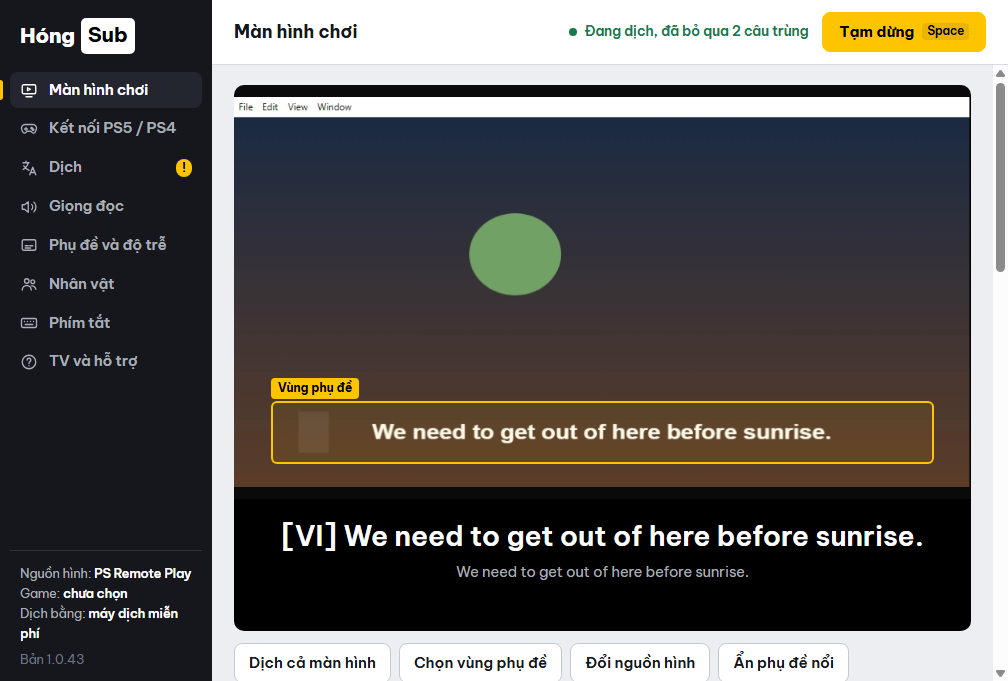 Hóng Sub
Màn hình chơi
Kết nối PS5 / PS4
Dịch
!
Giọng đọc
Phụ đề và độ trễ
Nhân vật
Phím tắt
TV và hỗ trợ
Nguồn hình: PS Remote Play
Game: chưa chọn
Dịch bằng: máy dịch miễn
phí
Bản 1.0.43
Màn hình chơi
Đang dịch, đã bỏ qua 2 câu trùng
Tạm dừng Space
File Edit View Window
Vùng phụ đề
We need to get out of here before sunrise.
[VI] We need to get out of here before sunrise.
We need to get out of here before sunrise.
Dịch cả màn hình
Chọn vùng phụ đề
Đổi nguồn hình
Ẩn phụ đề nổi